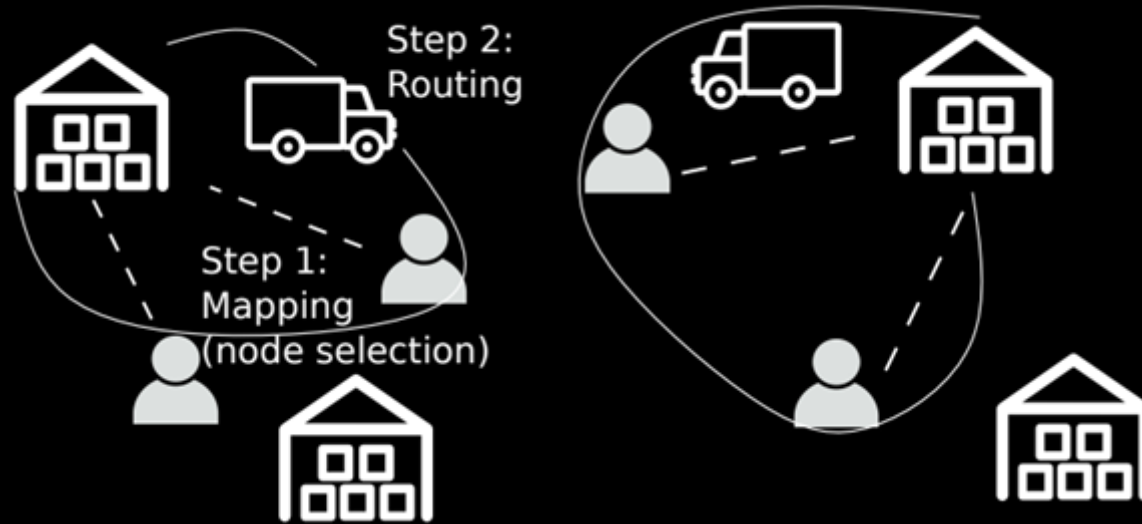 Step 2:
Routing
Step 1:
Mapping
(node selection)